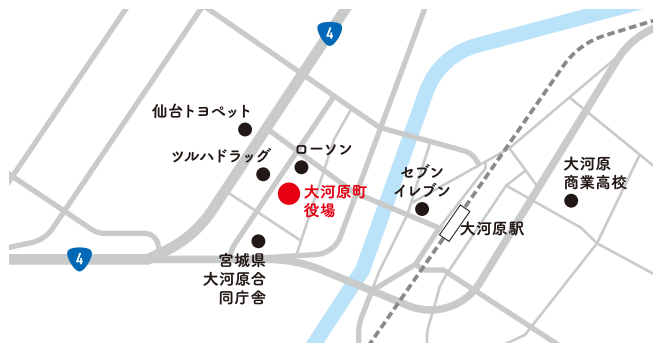 4
仙台トヨペット
ローソン
ツルハドラッグ
セブン
イレブン
大河原
商業高校
大河原町
役場
大河原駅
宮城県
大河原合
同庁舎
4